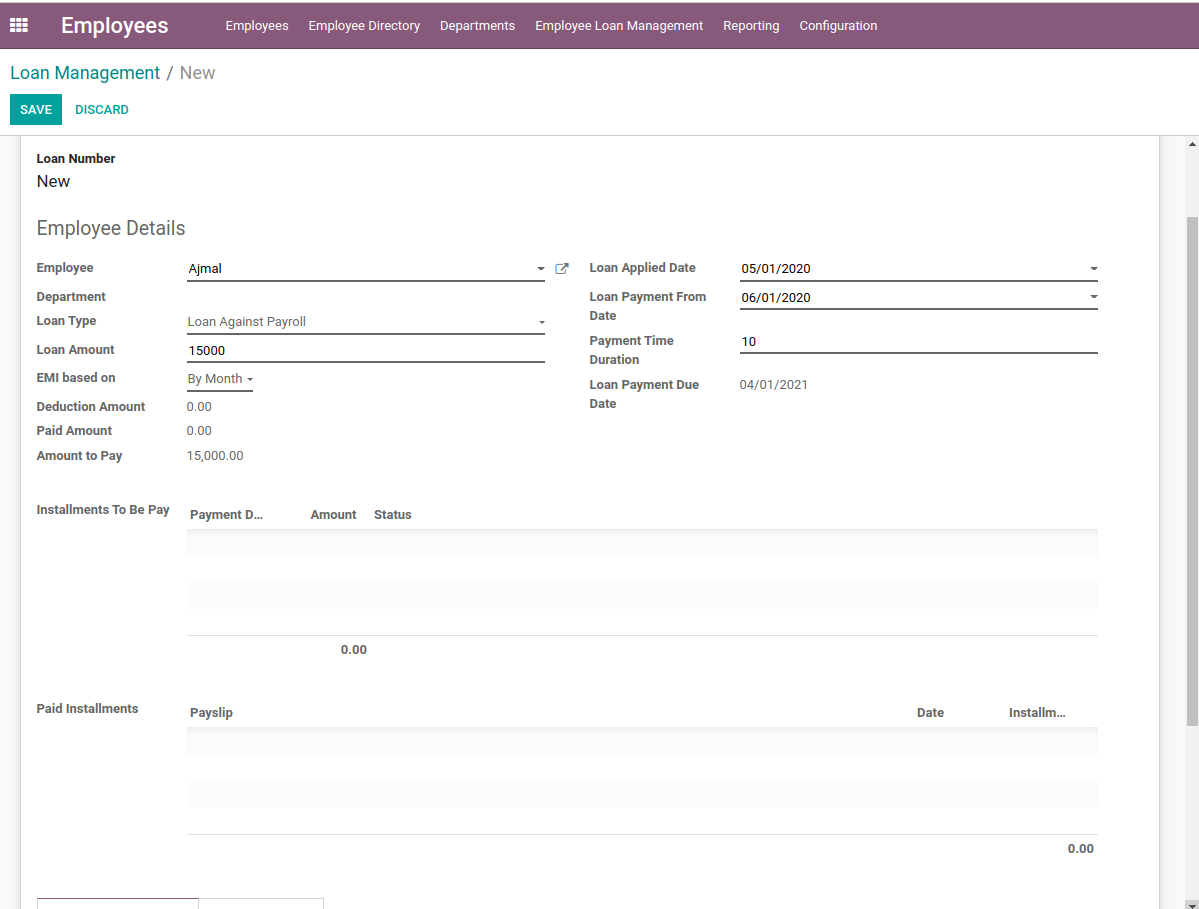 Employees Employees Employee Directory Departments Employee Loan Management Reporting Configuration
Loan Management / New
SAVE DISCARD
Loan Number
New
Employee Details
Employee Ajmal
Department
Loan Type Loan Against Payroll
Loan Amount 15000
EMI based on By Month
Deduction Amount 0.00
Paid Amount 0.00
Amount to Pay 15,000.00
Loan Applied Date 05/01/2020
Loan Payment From 06/01/2020
Date
Payment Time 10
Duration
Loan Payment Due 04/01/2021
Date
Installments To Be Pay Payment D... Amount Status
0.00
Paid Installments Payslip Date Installm...
0.00